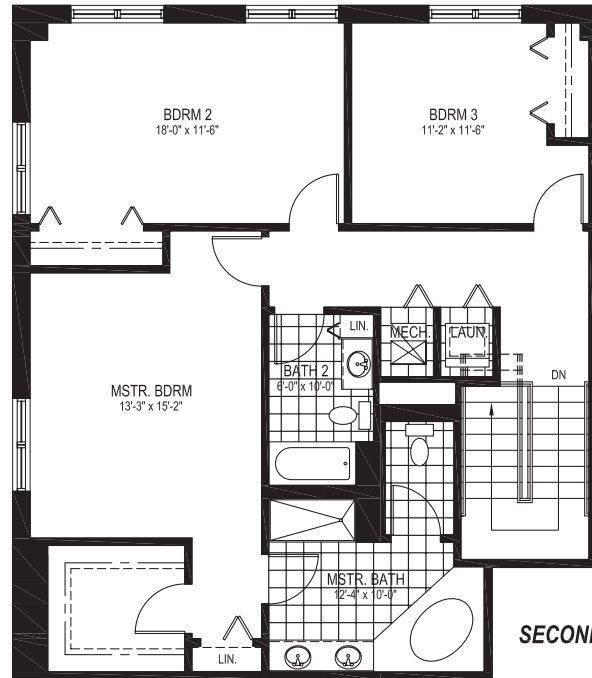 BDRM 2
18'-0" x 11'-6"
BDRM 3
11'-2" x 11'-6"
LIN.
MECH.
LAUN.
BATH 2
6'-0" x 10'-0"
DN
MSTR. BDRM
13'-3" x 15'-2"
MSTR. BATH
12'-4" x 10'-0"
LIN.
SECON